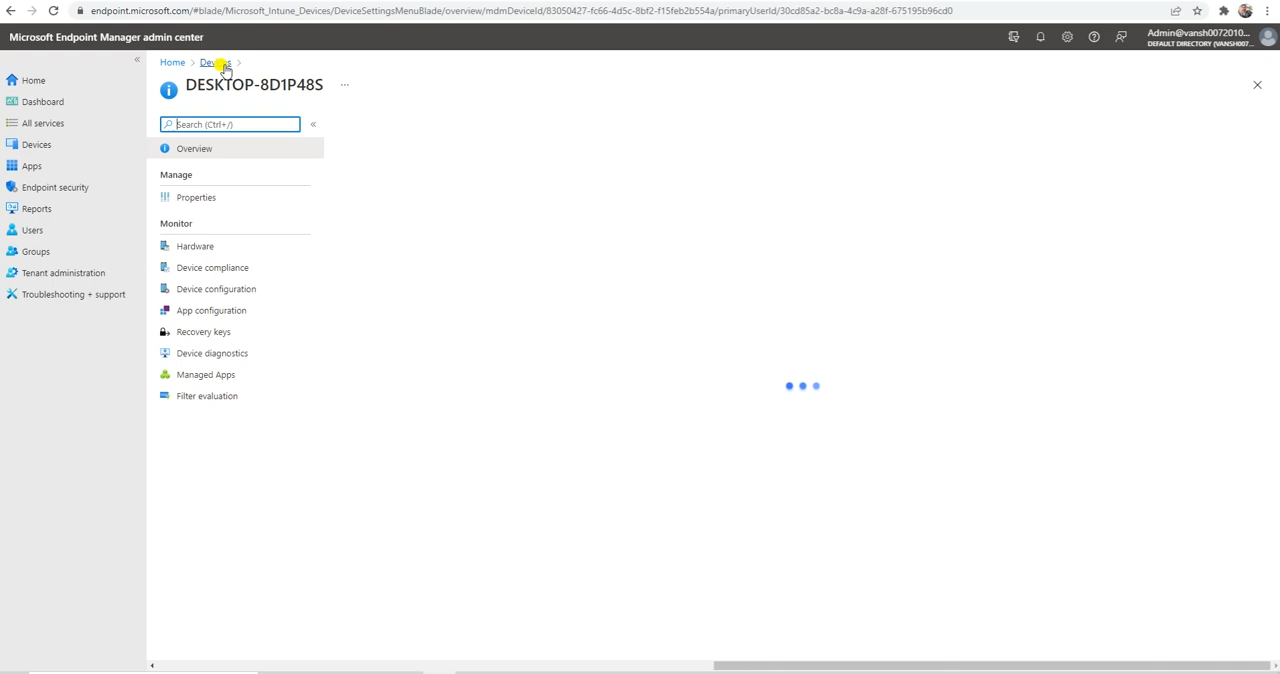 endpoint.microsoft.com/#blade/Microsoft_Intune_Devices/DeviceSettingsMenuBlade/overview/mdmDeviceId/83050427-fc66-4d5c-8bf2-f15feb2b554a/primaryUserId/30cd85a2-bc8a-4c9a-a28f-675195b96cd0
Microsoft Endpoint Manager admin center
Admin@vansh0072010...
DEFAULT DIRECTORY (VANSH007...
Home
Dashboard
All services
Devices
Apps
Endpoint security
Reports
Users
Groups
Tenant administration
Troubleshooting + support
Home > Devices >
DESKTOP-8D1P48S ...
Search (Ctrl+/)
Overview
Manage
Properties
Monitor
Hardware
Device compliance
Device configuration
App configuration
Recovery keys
Device diagnostics
Managed Apps
Filter evaluation